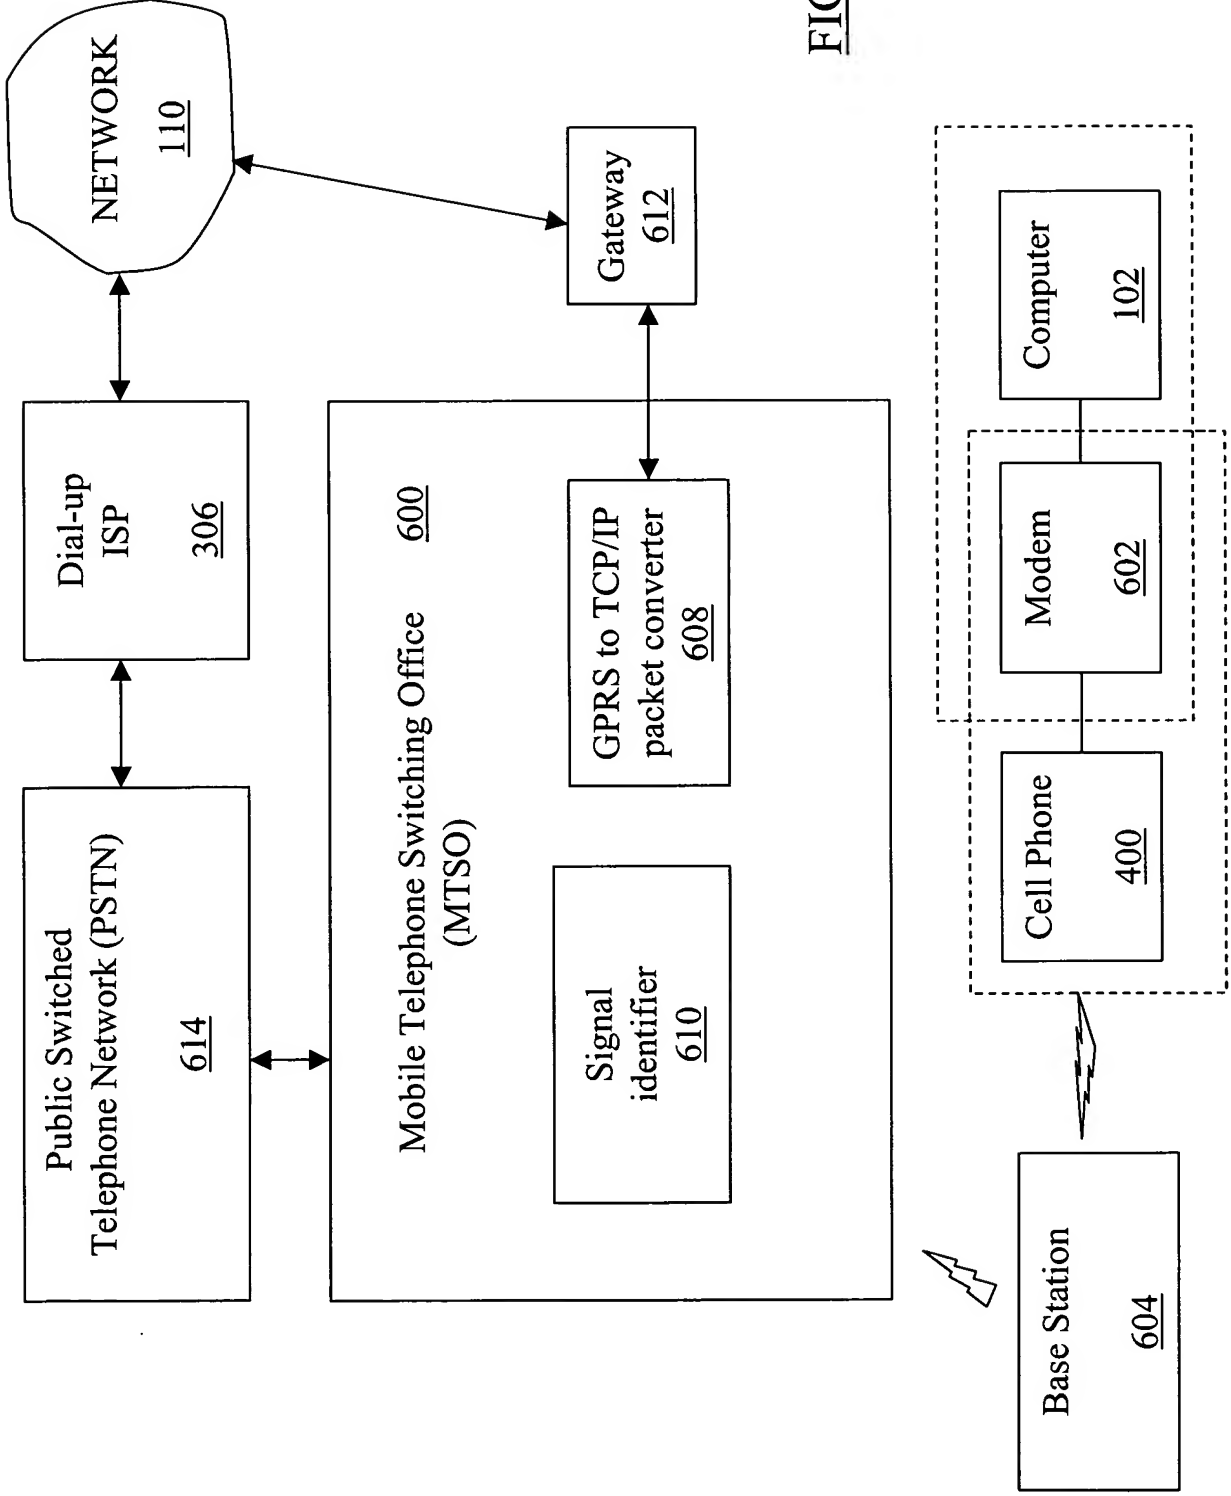 Public Switched
Telephone Network (PSTN)
614
Dial-up
ISP
306
NETWORK
110
Mobile Telephone Switching Office
(MTSO)
600
Signal
identifier
610
GPRS to TCP/IP
packet converter
608
Gateway
612
Base Station
604
Cell Phone
400
Modem
602
Computer
102